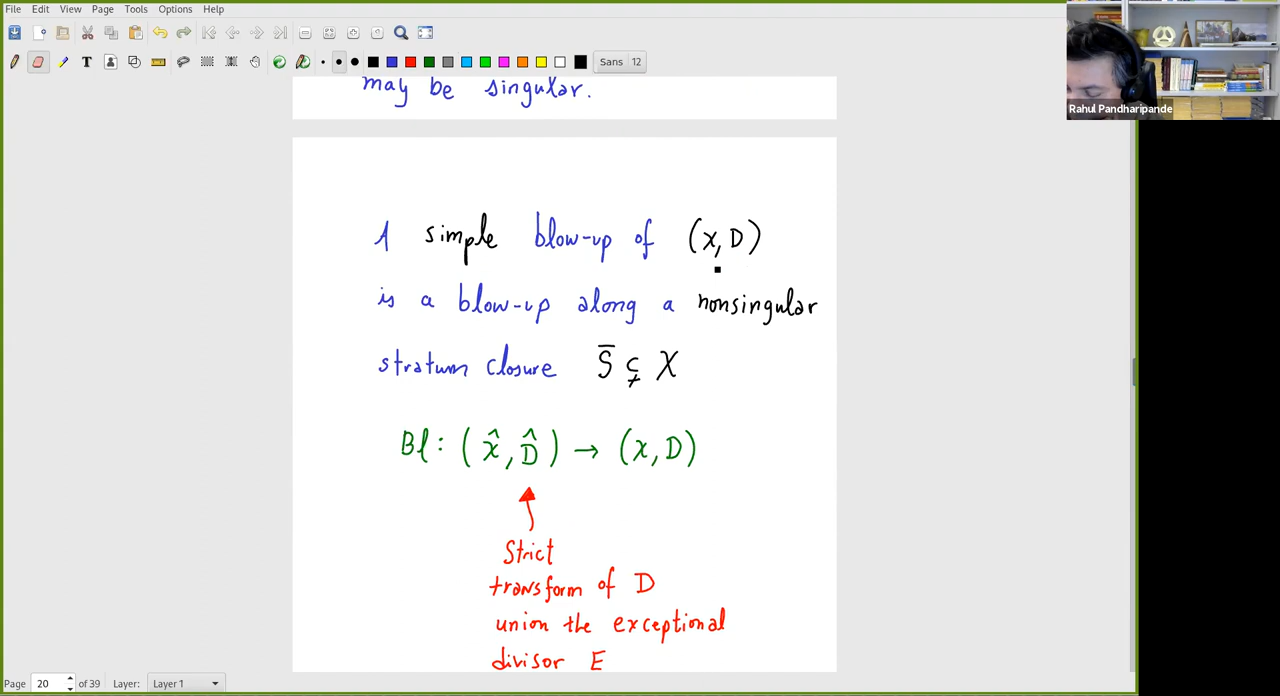 File Edit View Page Tools Options Help
Sans 12
Rahul Pandharipande
may be singular.
A simple blow-up of (X, D)
is a blow-up along a nonsingular
stratum closure S̅ ⊊ X
Bl: (X̂, D̂) → (X, D)
Strict
transform of D
union the exceptional
divisor E
Page 20 of 39 Layer: Layer 1